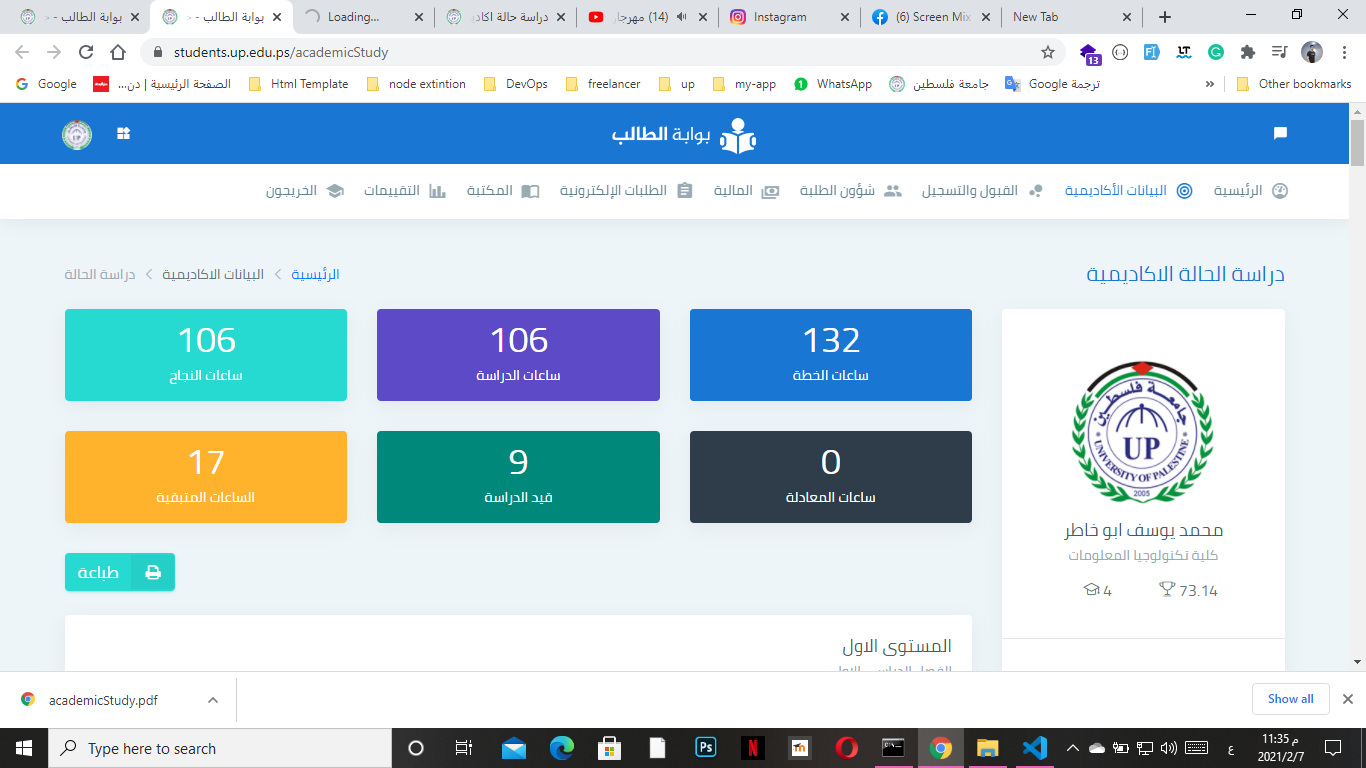 بوابة الطالب -
بوابة الطالب -
Loading...
دراسة حالة اكاد
(14) مهرجا
Instagram
(6) Screen Mix
New Tab
students.up.edu.ps/academicStudy
13
Google
الصفحة الرئيسية | دن...
Html Template
node extintion
DevOps
freelancer
up
my-app
WhatsApp
جامعة فلسطين
ترجمة Google
»
Other bookmarks
بوابة الطالب
الرئيسية
البيانات الأكاديمية
القبول والتسجيل
شؤون الطلبة
المالية
الطلبات الإلكترونية
المكتبة
التقييمات
الخريجون
دراسة الحالة الاكاديمية
الرئيسية > البيانات الاكاديمية > دراسة الحالة
132
ساعات الخطة
106
ساعات الدراسة
106
ساعات النجاح
0
ساعات المعادلة
9
قيد الدراسة
17
الساعات المتبقية
جامعة فلسطين
UP
UNIVERSITY OF PALESTINE
2005
محمد يوسف ابو خاطر
كلية تكنولوجيا المعلومات
73.14
4
طباعة
المستوى الاول
الفصل الدراسي الاول
academicStudy.pdf
Show all
Type here to search
ع
11:35 م
2021/2/7